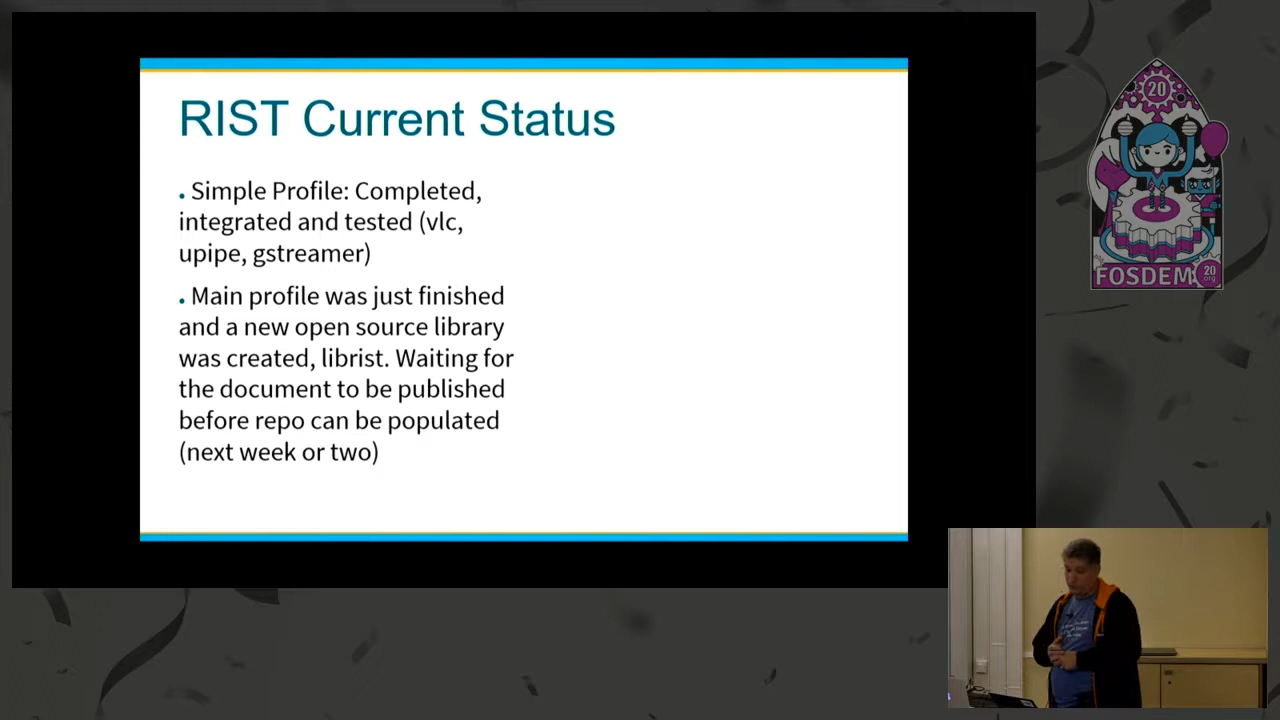 RIST Current Status
• Simple Profile: Completed,
integrated and tested (vlc,
upipe, gstreamer)
• Main profile was just finished
and a new open source library
was created, librist. Waiting for
the document to be published
before repo can be populated
(next week or two)
20
FOSDEM
20
org